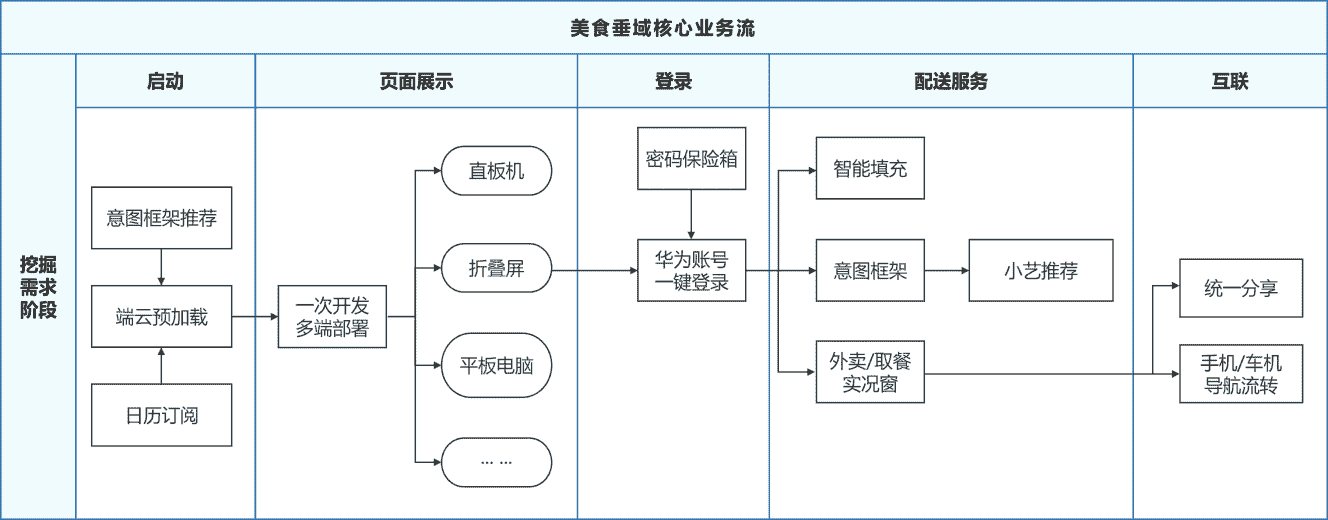 美食垂域核心业务流
启动
页面展示
登录
配送服务
互联
挖掘
需求
阶段
意图框架推荐
端云预加载
日历订阅
一次开发
多端部署
直板机
折叠屏
平板电脑
... ...
密码保险箱
华为账号
一键登录
智能填充
意图框架
小艺推荐
外卖/取餐
实况窗
统一分享
手机/车机
导航流转